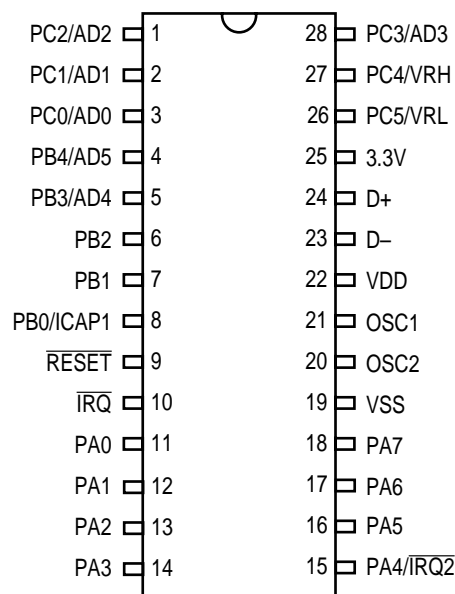 PC2/AD2 1 28 PC3/AD3
PC1/AD1 2 27 PC4/VRH
PC0/AD0 3 26 PC5/VRL
PB4/AD5 4 25 3.3V
PB3/AD4 5 24 D+
PB2 6 23 D–
PB1 7 22 VDD
PB0/ICAP1 8 21 OSC1
R̅E̅S̅E̅T̅ 9 20 OSC2
I̅R̅Q̅ 10 19 VSS
PA0 11 18 PA7
PA1 12 17 PA6
PA2 13 16 PA5
PA3 14 15 PA4/I̅R̅Q̅2̅